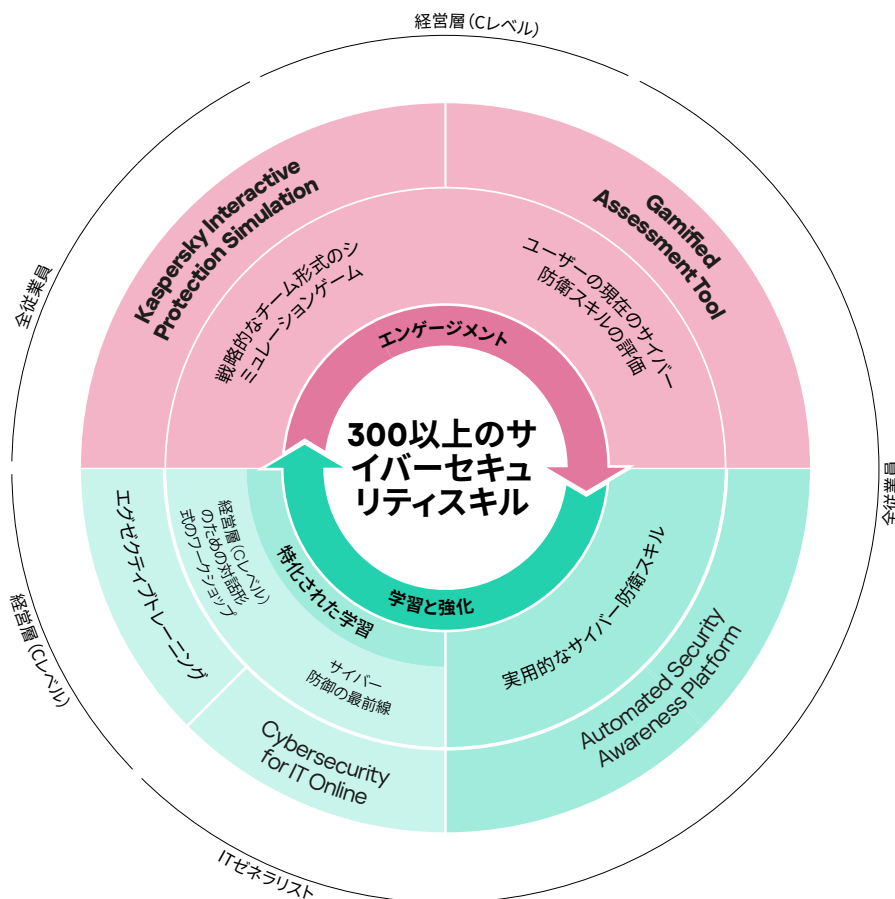 経営層（Cレベル）
全従業員
Kaspersky Interactive
Protection Simulation
戦略的なチーム形式のシ
ミュレーションゲーム
Gamified
Assessment Tool
ユーザーの現在のサイバー
防衛スキルの評価
エンゲージメント
300以上のサ
イバーセキュ
リティスキル
全従業員
経営層（Cレベル）
エグゼクティブトレーニング
経営層（Cレベル）
のための対話形
式のワークショップ
特化された学習
学習と強化
サイバー
防御の最前線
Cybersecurity
for IT Online
実用的なサイバー防衛スキル
Automated Security
Awareness Platform
ITゼネラリスト